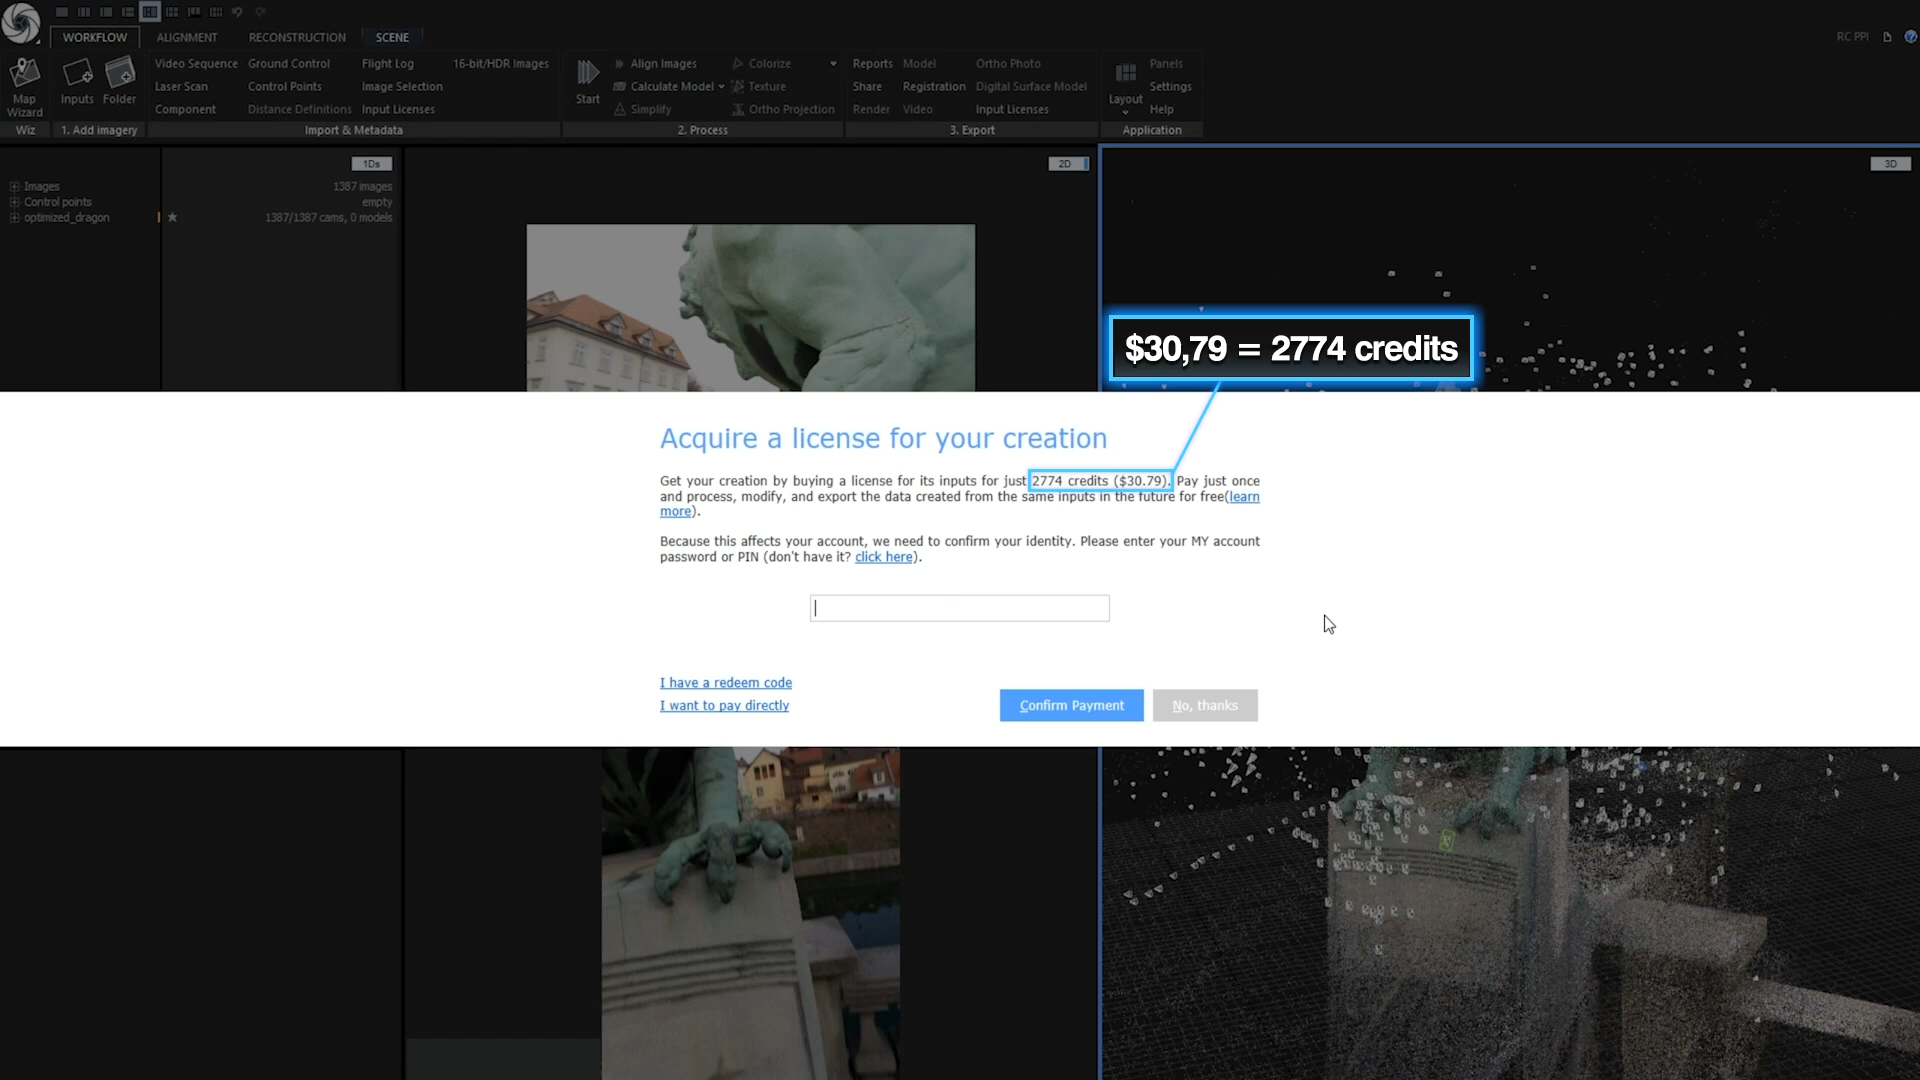 WORKFLOW ALIGNMENT RECONSTRUCTION SCENE
RC PPI
Map Wizard
Inputs
Folder
Video Sequence Ground Control Flight Log 16-bit/HDR Images
Laser Scan Control Points Image Selection
Component Distance Definitions Input Licenses
Start
Align Images Colorize
Calculate Model Texture
Simplify Ortho Projection
Reports Model Ortho Photo
Share Registration Digital Surface Model
Render Video Input Licenses
Layout
Panels
Settings
Help
Wiz 1. Add imagery Import & Metadata 2. Process 3. Export Application
1Ds
2D
3D
Images 1387 images
Control points empty
optimized_dragon 1387/1387 cams, 0 models
$30,79 = 2774 credits
Acquire a license for your creation
Get your creation by buying a license for its inputs for just 2774 credits ($30.79). Pay just once
and process, modify, and export the data created from the same inputs in the future for free(learn
more).
Because this affects your account, we need to confirm your identity. Please enter your MY account
password or PIN (don't have it? click here).
I have a redeem code
I want to pay directly
Confirm Payment
No, thanks